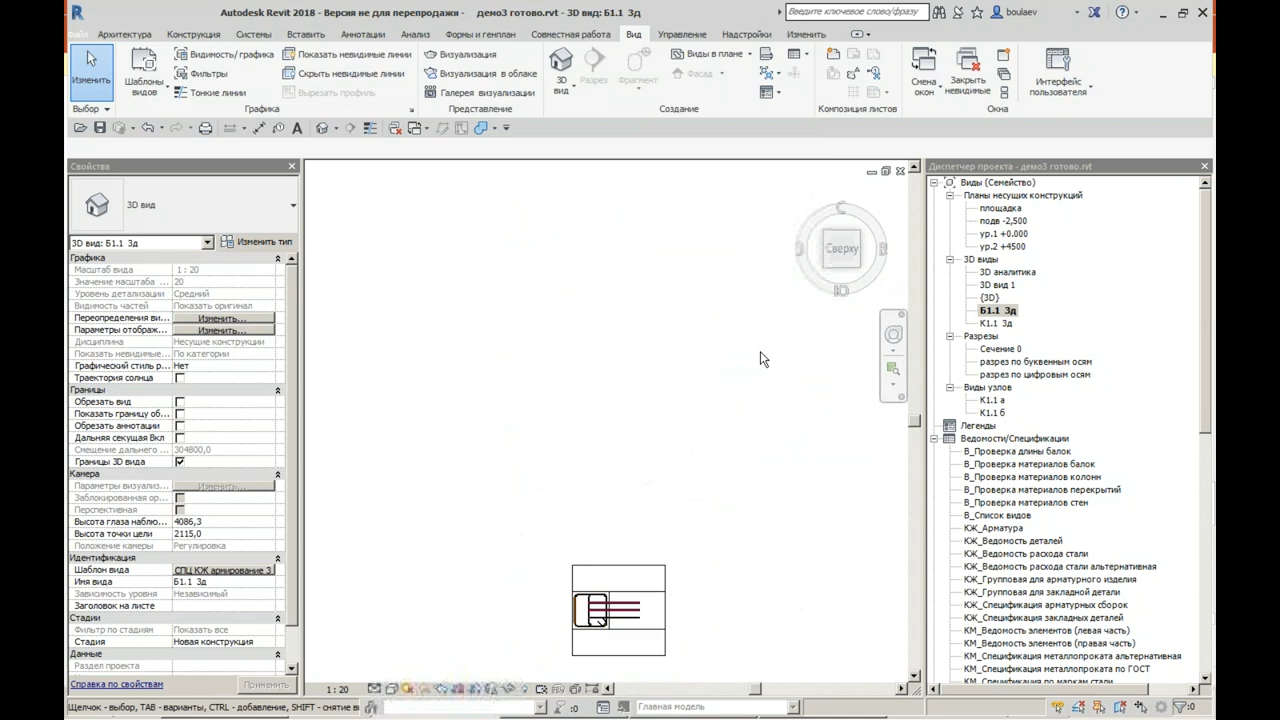 Autodesk Revit 2018 - Версия не для перепродажи - демо3 готово.rvt - 3D вид: Б1.1 3д
Введите ключевое слово/фразу
boulaev
Файл Архитектура Конструкция Системы Вставить Аннотации Анализ Формы и генплан Совместная работа Вид Управление Надстройки Изменить
Изменить
Шаблоны видов
Видимость/графика
Фильтры
Тонкие линии
Показать невидимые линии
Скрыть невидимые линии
Вырезать профиль
Визуализация
Визуализация в облаке
Галерея визуализации
3D вид
Разрез
Фрагмент
Виды в плане
Фасад
Смена окон
Закрыть невидимые
Интерфейс пользователя
Выбор Графика Представление Создание Композиция листов Окна
Свойства
3D вид
3D вид: Б1.1 3д Изменить тип
Графика
Масштаб вида 1 : 20
Значение масштаба ... 20
Уровень детализации Средний
Видимость частей Показать оригинал
Переопределения ви... Изменить...
Параметры отображ... Изменить...
Дисциплина Несущие конструкции
Показать невидимые... По категории
Графический стиль р... Нет
Траектория солнца
Границы
Обрезать вид
Показать границу об...
Обрезать аннотации
Дальняя секущая Вкл
Смещение дальнего ... 304800,0
Границы 3D вида
Камера
Параметры визуализ... Изменить...
Заблокированная ор...
Перспективная
Высота глаза наблю... 4086,3
Высота точки цели 2115,0
Положение камеры Регулировка
Идентификация
Шаблон вида СПЦ КЖ армирование 3
Имя вида Б1.1 3д
Зависимость уровня Независимый
Заголовок на листе
Стадии
Фильтр по стадиям Показать все
Стадия Новая конструкция
Данные
Раздел проекта
Справка по свойствам Применить
Сверху
Диспетчер проекта - демо3 готово.rvt
Виды (Семейство)
Планы несущих конструкций
площадка
подв -2,500
ур.1 +0.000
ур.2 +4500
3D виды
3D аналитика
3D вид 1
{3D}
Б1.1 3д
К1.1 3д
Разрезы
Сечение 0
разрез по буквенным осям
разрез по цифровым осям
Виды узлов
К1.1 а
К1.1 б
Легенды
Ведомости/Спецификации
В_Проверка длины балок
В_Проверка материалов балок
В_Проверка материалов колонн
В_Проверка материалов перекрытий
В_Проверка материалов стен
В_Список видов
КЖ_Арматура
КЖ_Ведомость деталей
КЖ_Ведомость расхода стали
КЖ_Ведомость расхода стали альтернативная
КЖ_Групповая для арматурного изделия
КЖ_Групповая для закладной детали
КЖ_Спецификация арматурных сборок
КЖ_Спецификация закладных деталей
КМ_Ведомость элементов (левая часть)
КМ_Ведомость элементов (правая часть)
КМ_Спецификация металлопроката альтернативная
КМ_Спецификация металлопроката по ГОСТ
КМ_Спецификация по маркам стали
1 : 20
Щелчок - выбор, TAB - варианты, CTRL - добавление, SHIFT - снятие в :0 Главная модель :0